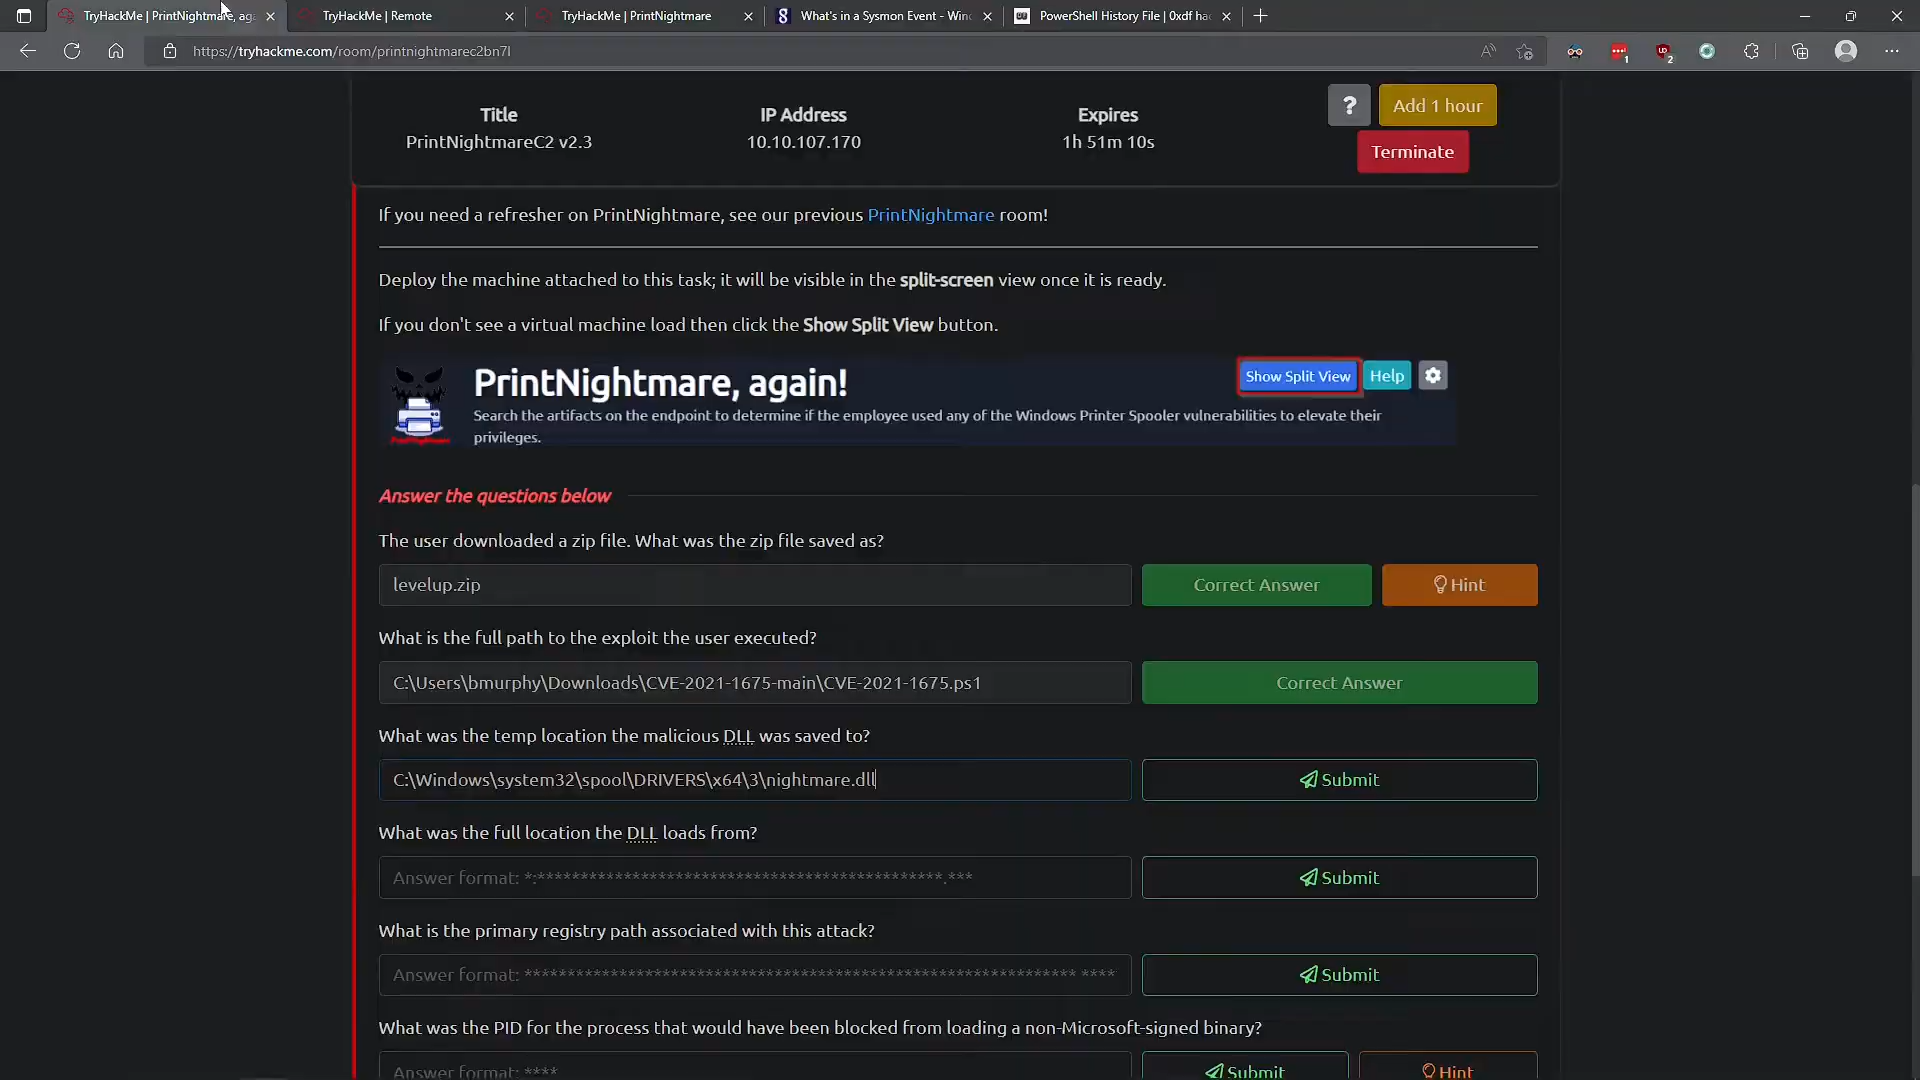 TryHackMe | PrintNightmare, aga
TryHackMe | Remote
TryHackMe | PrintNightmare
What's in a Sysmon Event - Win
PowerShell History File | 0xdf ha
https://tryhackme.com/room/printnightmarec2bn7l
1
2
Title
IP Address
Expires
PrintNightmareC2 v2.3
10.10.107.170
1h 51m 10s
?
Add 1 hour
Terminate
If you need a refresher on PrintNightmare, see our previous PrintNightmare room!
Deploy the machine attached to this task; it will be visible in the split-screen view once it is ready.
If you don't see a virtual machine load then click the Show Split View button.
PrintNightmare, again!
Show Split View
Help
Search the artifacts on the endpoint to determine if the employee used any of the Windows Printer Spooler vulnerabilities to elevate their
privileges.
Answer the questions below
The user downloaded a zip file. What was the zip file saved as?
levelup.zip
Correct Answer
Hint
What is the full path to the exploit the user executed?
C:\Users\bmurphy\Downloads\CVE-2021-1675-main\CVE-2021-1675.ps1
Correct Answer
What was the temp location the malicious DLL was saved to?
C:\Windows\system32\spool\DRIVERS\x64\3\nightmare.dll
Submit
What was the full location the DLL loads from?
Answer format: *:***********************************************.***
Submit
What is the primary registry path associated with this attack?
Answer format: **************************************************************** ****
Submit
What was the PID for the process that would have been blocked from loading a non-Microsoft-signed binary?
Answer format: ****
Submit
Hint